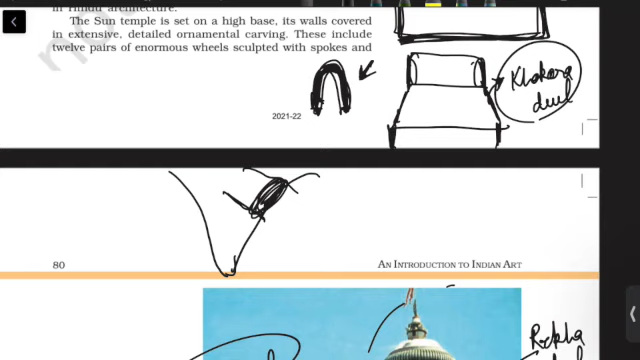 in Hindu architecture.
The Sun temple is set on a high base, its walls covered
in extensive, detailed ornamental carving. These include
twelve pairs of enormous wheels sculpted with spokes and
Khakara
deul
2021-22
80
AN INTRODUCTION TO INDIAN ART
Rekha